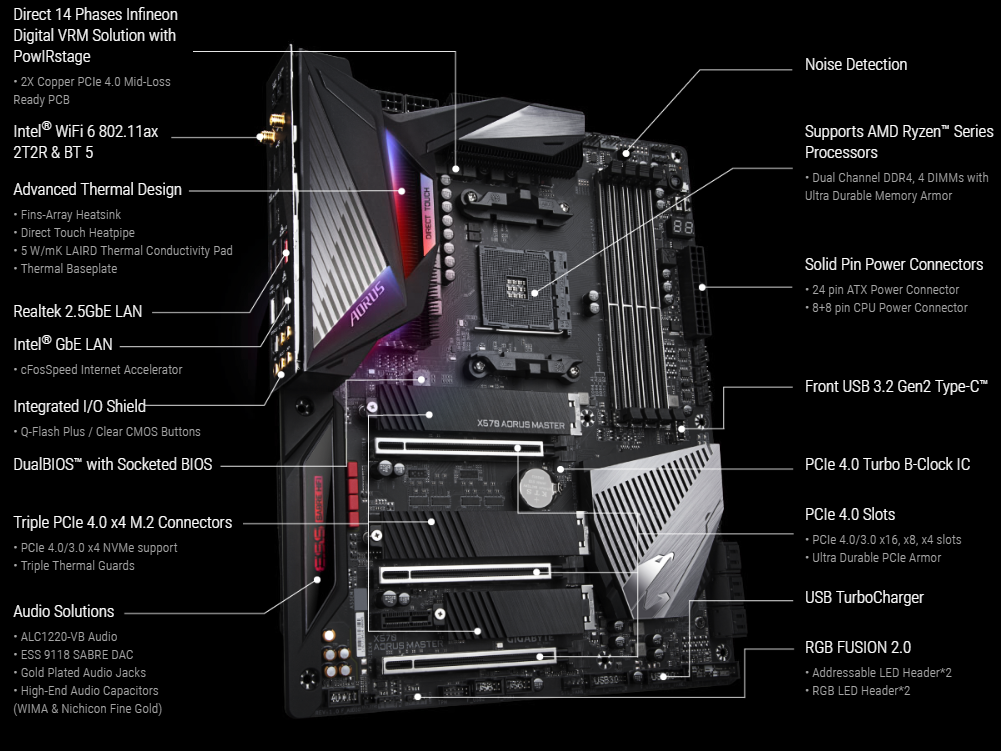 Direct 14 Phases Infineon
Digital VRM Solution with
PowIRstage
• 2X Copper PCIe 4.0 Mid-Loss
Ready PCB
Intel® WiFi 6 802.11ax
2T2R & BT 5
Advanced Thermal Design
• Fins-Array Heatsink
• Direct Touch Heatpipe
• 5 W/mK LAIRD Thermal Conductivity Pad
• Thermal Baseplate
Realtek 2.5GbE LAN
Intel® GbE LAN
• cFosSpeed Internet Accelerator
Integrated I/O Shield
• Q-Flash Plus / Clear CMOS Buttons
DualBIOS™ with Socketed BIOS
Triple PCIe 4.0 x4 M.2 Connectors
• PCIe 4.0/3.0 x4 NVMe support
• Triple Thermal Guards
Audio Solutions
• ALC1220-VB Audio
• ESS 9118 SABRE DAC
• Gold Plated Audio Jacks
• High-End Audio Capacitors
(WIMA & Nichicon Fine Gold)
DIRECT TOUCH
AORUS
X570 AORUS MASTER
ESS
X570
AORUS MASTER
GIGABYTE
USB3.0
Noise Detection
Supports AMD Ryzen™ Series
Processors
• Dual Channel DDR4, 4 DIMMs with
Ultra Durable Memory Armor
88
Solid Pin Power Connectors
• 24 pin ATX Power Connector
• 8+8 pin CPU Power Connector
Front USB 3.2 Gen2 Type-C™
PCIe 4.0 Turbo B-Clock IC
PCIe 4.0 Slots
• PCIe 4.0/3.0 x16, x8, x4 slots
• Ultra Durable PCIe Armor
USB TurboCharger
RGB FUSION 2.0
• Addressable LED Header*2
• RGB LED Header*2